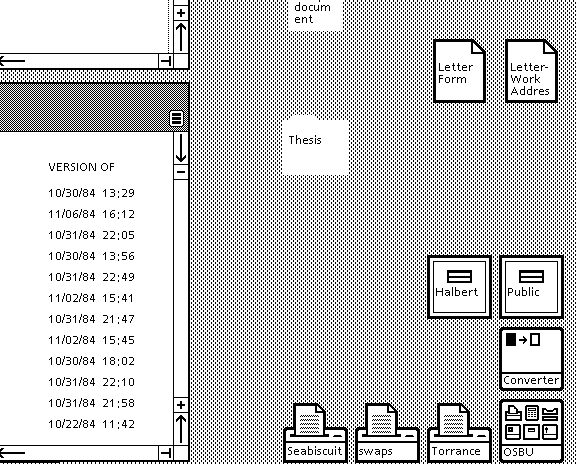 docum
ent
Letter
Form
Letter-
Work
Addres
Thesis
VERSION OF
10/30/84 13;29
11/06/84 16;12
10/31/84 22;05
10/30/84 13;56
10/31/84 22;49
11/02/84 15;41
10/31/84 21;47
11/02/84 15;45
10/30/84 18;02
10/31/84 22;10
10/31/84 21;58
10/22/84 11;42
Halbert
Public
Converter
Seabiscuit
swaps
Torrance
OSBU